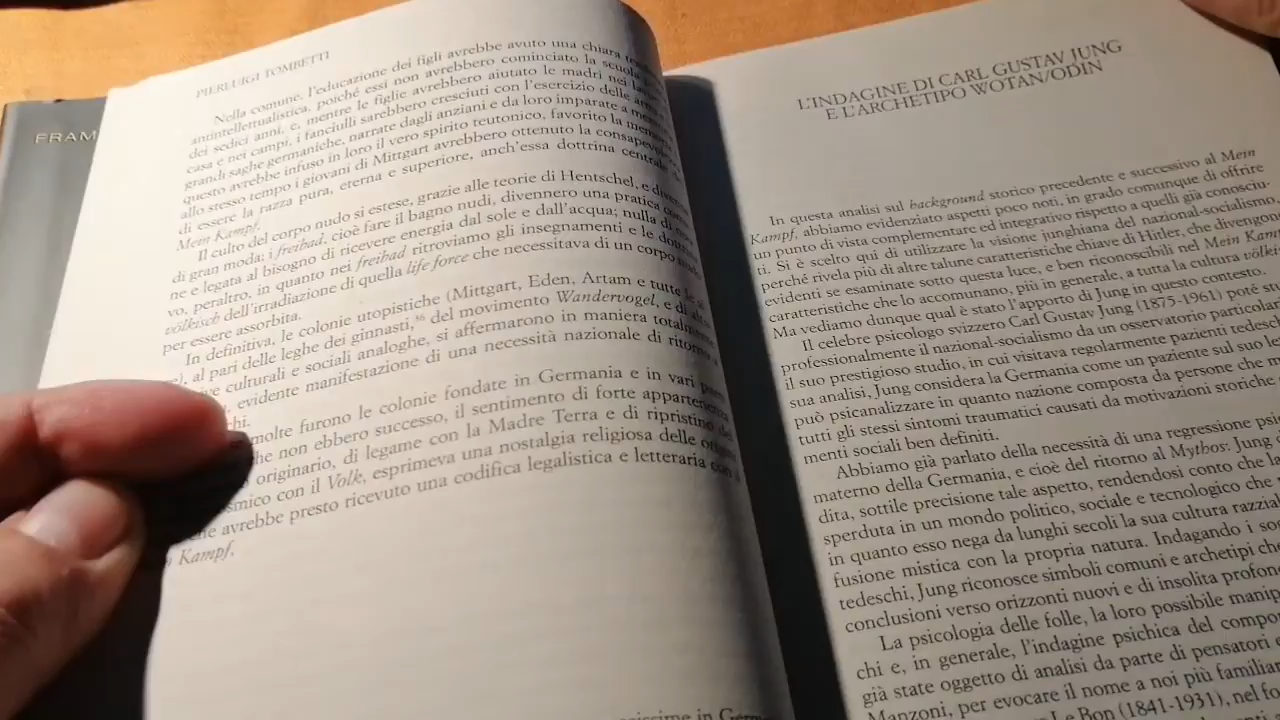 FRAM
PIERLUIGI TOMBETTI
Nella comune, l'educazione dei figli avrebbe avuto una chiara
antintellettualistica, poiché essi non avrebbero cominciato la scuola
dei sedici anni, e, mentre le figlie avrebbero aiutato le madri nei
casa e nei campi, i fanciulli sarebbero cresciuti con l'esercizio delle
grandi saghe germaniche, narrate dagli anziani e da loro imparate a
questo avrebbe infuso in loro il vero spirito teutonico, favorito la
allo stesso tempo i giovani di Mittgart avrebbero ottenuto la
di essere la razza pura, eterna e superiore, anch'essa dottrina centrale
Mein Kampf.
Il culto del corpo nudo si estese, grazie alle teorie di Hentschel, e
di gran moda; i freibad, cioè fare il bagno nudi, divennero una pratica
ne e legata al bisogno di ricevere energia dal sole e dall'acqua; nulla di
vo, peraltro, in quanto nei freibad ritroviamo gli insegnamenti e le
völkisch dell'irradiazione di quella life force che necessitava di un corpo
per essere assorbita.
In definitiva, le colonie utopistiche (Mittgart, Eden, Artam e tutte le
al pari delle leghe dei ginnasti,⁵⁶ del movimento Wandervogel, e di
culturali e sociali analoghe, si affermarono in maniera
evidente manifestazione di una necessità nazionale di
molte furono le colonie fondate in Germania e in vari
che non ebbero successo, il sentimento di forte
originario, di legame con la Madre Terra e di ripristino
con il Volk, esprimeva una nostalgia religiosa delle
che avrebbe presto ricevuto una codifica legalistica e letteraria
Kampf.
L'INDAGINE DI CARL GUSTAV JUNG
E L'ARCHETIPO WOTAN/ODIN
In questa analisi sul background storico precedente e successivo al Mein
Kampf, abbiamo evidenziato aspetti poco noti, in grado comunque di offrire
un punto di vista complementare ed integrativo rispetto a quelli già conosciu-
ti. Si è scelto qui di utilizzare la visione junghiana del nazional-socialismo,
perché rivela più di altre talune caratteristiche chiave di Hitler, che divengono
evidenti se esaminate sotto questa luce, e ben riconoscibili nel Mein Kam
caratteristiche che lo accomunano, più in generale, a tutta la cultura völki
Ma vediamo dunque qual è stato l'apporto di Jung in questo contesto.
Il celebre psicologo svizzero Carl Gustav Jung (1875-1961) poté st
professionalmente il nazional-socialismo da un osservatorio particolar
il suo prestigioso studio, in cui visitava regolarmente pazienti tedesc
sua analisi, Jung considera la Germania come un paziente sul suo le
può psicanalizzare in quanto nazione composta da persone che m
tutti gli stessi sintomi traumatici causati da motivazioni storiche,
menti sociali ben definiti.
Abbiamo già parlato della necessità di una regressione psi
materno della Germania, e cioè del ritorno al Mythos: Jung
dita, sottile precisione tale aspetto, rendendosi conto che la
sperduta in un mondo politico, sociale e tecnologico che
in quanto esso nega da lunghi secoli la sua cultura razzial
fusione mistica con la propria natura. Indagando i so
tedeschi, Jung riconosce simboli comuni e archetipi che
conclusioni verso orizzonti nuovi e di insolita profon
La psicologia delle folle, la loro possibile manip
chi e, in generale, l'indagine psichica del compo
già state oggetto di analisi da parte di pensatori
Manzoni, per evocare il nome a noi più familiar
Le Bon (1841-1931), nel fo